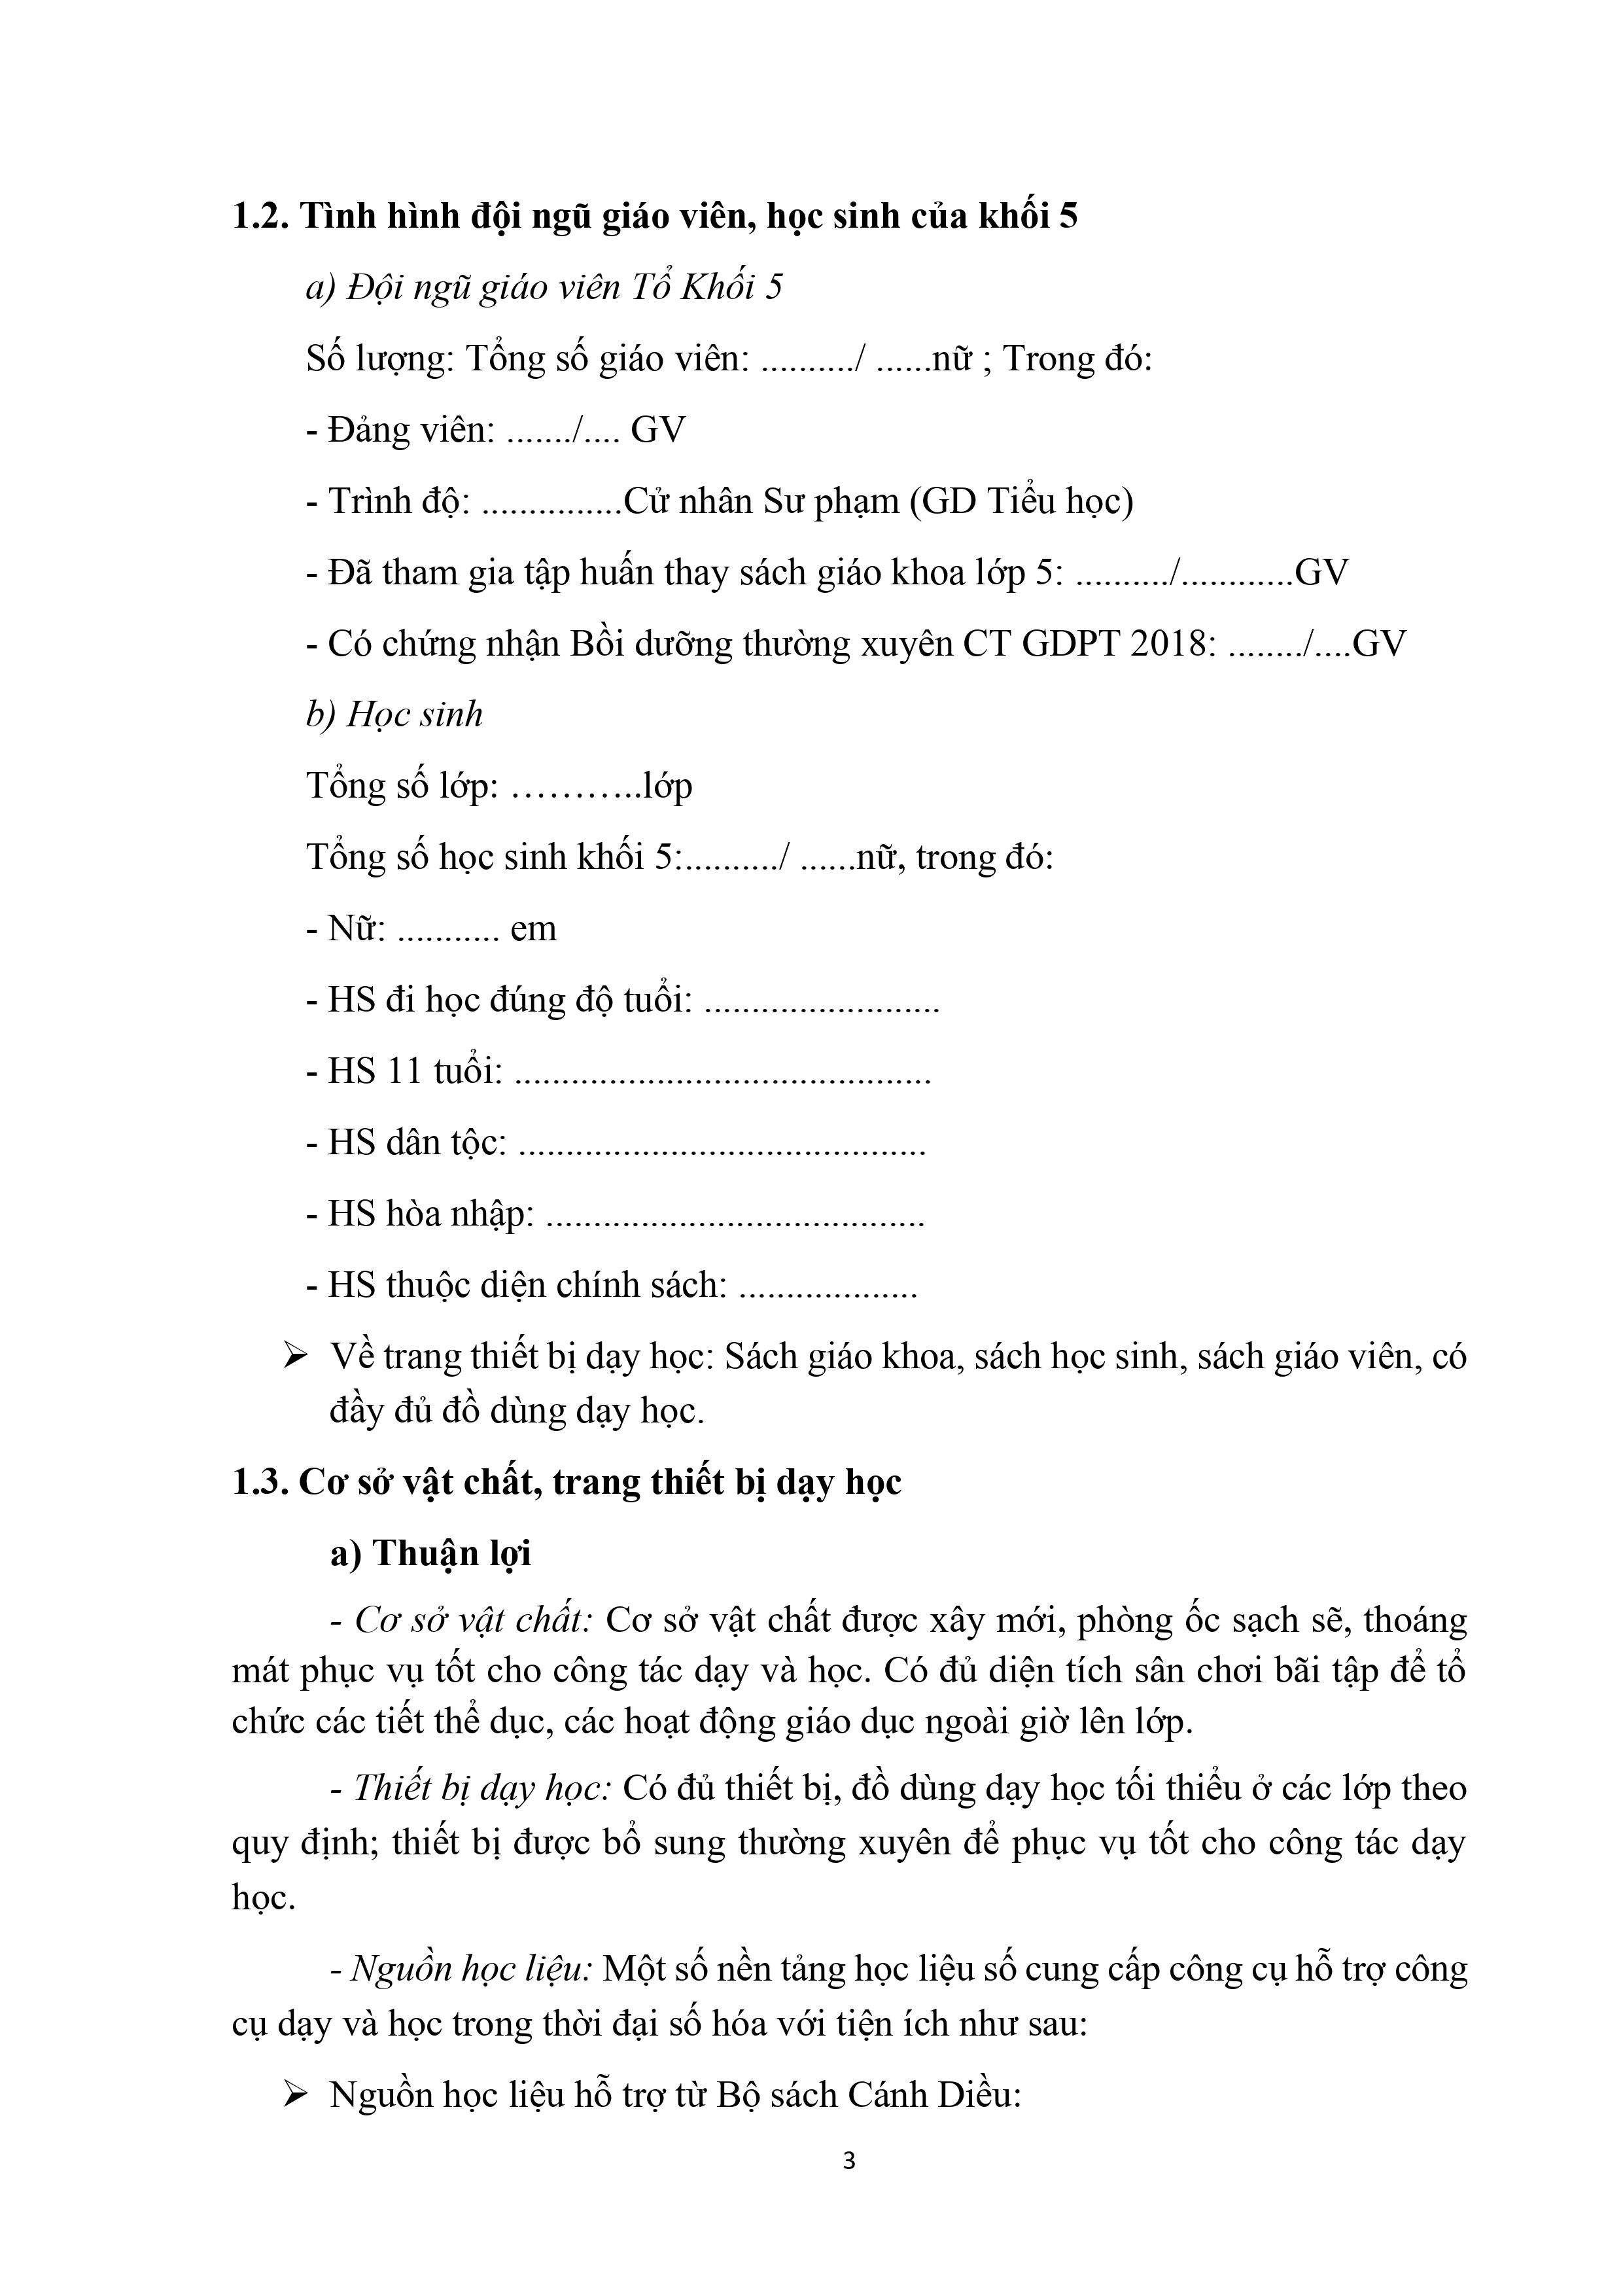 1.2. Tình hình đội ngũ giáo viên, học sinh của khối 5
a) Đội ngũ giáo viên Tổ Khối 5
Số lượng: Tổng số giáo viên: ........../ ......nữ ; Trong đó:
- Đảng viên: ......./.... GV
- Trình độ: ...............Cử nhân Sư phạm (GD Tiểu học)
- Đã tham gia tập huấn thay sách giáo khoa lớp 5: ........../............GV
- Có chứng nhận Bồi dưỡng thường xuyên CT GDPT 2018: ......../....GV
b) Học sinh
Tổng số lớp: ………..lớp
Tổng số học sinh khối 5:........../ ......nữ, trong đó:
- Nữ: ........... em
- HS đi học đúng độ tuổi: .........................
- HS 11 tuổi: ............................................
- HS dân tộc: ...........................................
- HS hòa nhập: ........................................
- HS thuộc diện chính sách: ...................
➢ Về trang thiết bị dạy học: Sách giáo khoa, sách học sinh, sách giáo viên, có
đầy đủ đồ dùng dạy học.
1.3. Cơ sở vật chất, trang thiết bị dạy học
a) Thuận lợi
- Cơ sở vật chất: Cơ sở vật chất được xây mới, phòng ốc sạch sẽ, thoáng
mát phục vụ tốt cho công tác dạy và học. Có đủ diện tích sân chơi bãi tập để tổ
chức các tiết thể dục, các hoạt động giáo dục ngoài giờ lên lớp.
- Thiết bị dạy học: Có đủ thiết bị, đồ dùng dạy học tối thiểu ở các lớp theo
quy định; thiết bị được bổ sung thường xuyên để phục vụ tốt cho công tác dạy
học.
- Nguồn học liệu: Một số nền tảng học liệu số cung cấp công cụ hỗ trợ công
cụ dạy và học trong thời đại số hóa với tiện ích như sau:
➢ Nguồn học liệu hỗ trợ từ Bộ sách Cánh Diều:
3